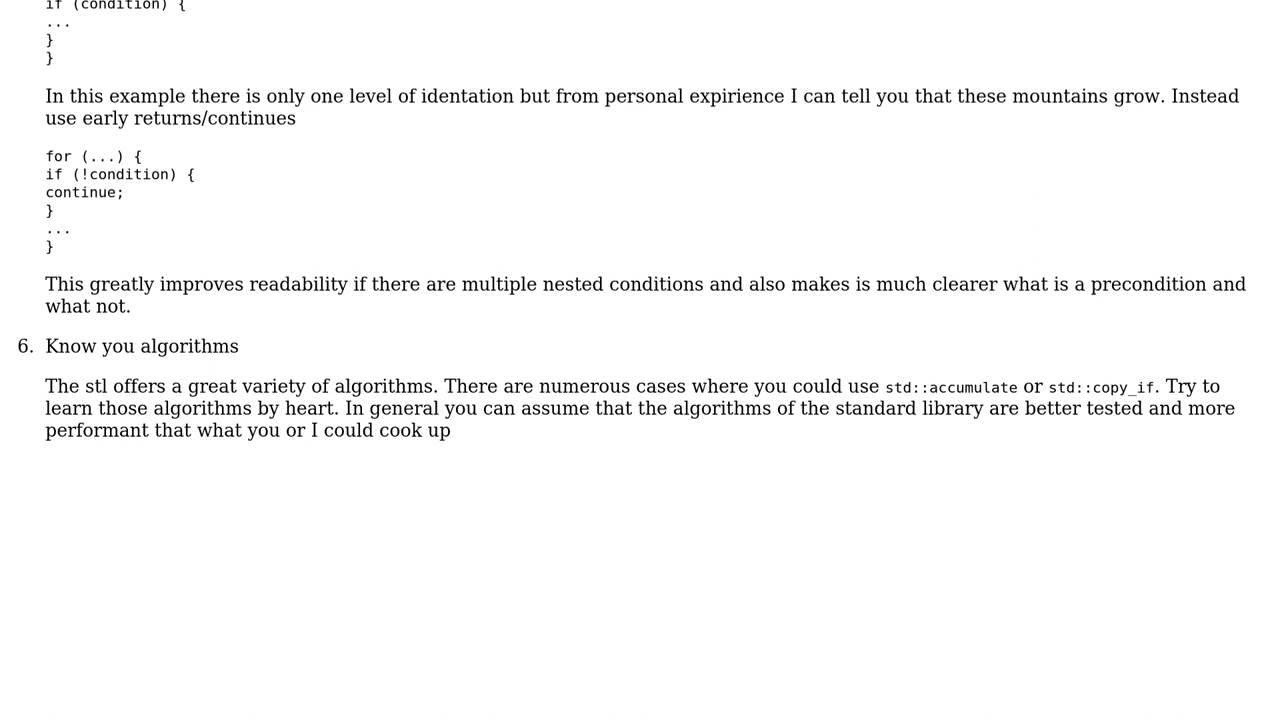 if (condition) {
...
}
}
In this example there is only one level of identation but from personal expirience I can tell you that these mountains grow. Instead
use early returns/continues
for (...) {
if (!condition) {
continue;
}
...
}
This greatly improves readability if there are multiple nested conditions and also makes is much clearer what is a precondition and
what not.
6. Know you algorithms
The stl offers a great variety of algorithms. There are numerous cases where you could use std::accumulate or std::copy_if. Try to
learn those algorithms by heart. In general you can assume that the algorithms of the standard library are better tested and more
performant that what you or I could cook up